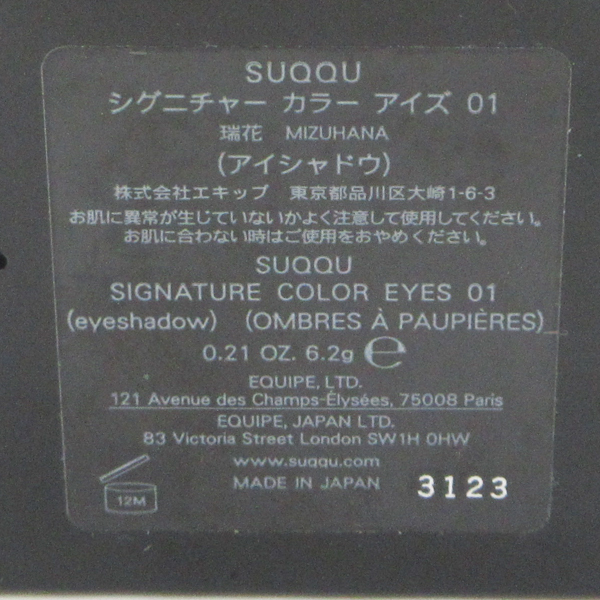 SUQQU
シグニチャー カラー アイズ 01
瑞花 MIZUHANA
(アイシャドウ)
株式会社エキップ 東京都品川区大崎1-6-3
お肌に異常が生じていないかよく注意して使用してください。
お肌に合わない時はご使用をおやめください。
SUQQU
SIGNATURE COLOR EYES 01
(eyeshadow) (OMBRES À PAUPIÈRES)
0.21 OZ. 6.2g ℮
EQUIPE, LTD.
121 Avenue des Champs-Élysées, 75008 Paris
EQUIPE, JAPAN LTD.
83 Victoria Street London SW1H 0HW
www.suqqu.com
MADE IN JAPAN 3123
12M